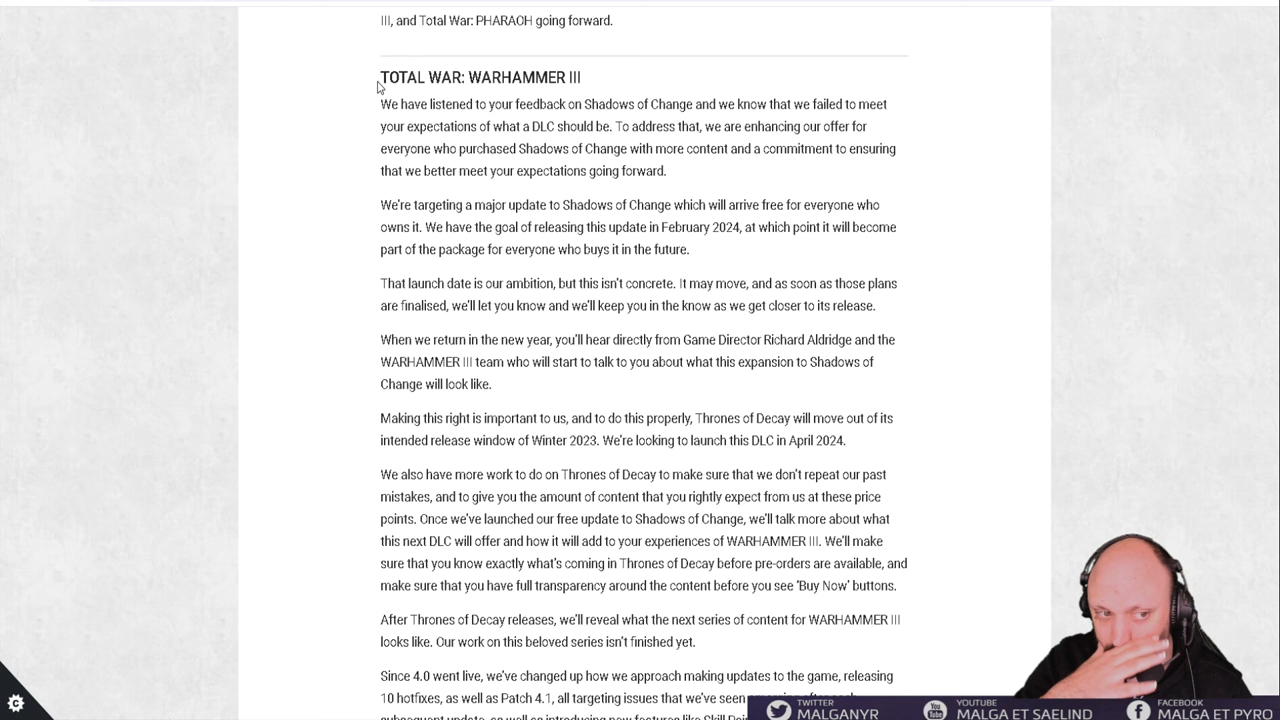 III, and Total War: PHARAOH going forward.
TOTAL WAR: WARHAMMER III
We have listened to your feedback on Shadows of Change and we know that we failed to meet
your expectations of what a DLC should be. To address that, we are enhancing our offer for
everyone who purchased Shadows of Change with more content and a commitment to ensuring
that we better meet your expectations going forward.
We're targeting a major update to Shadows of Change which will arrive free for everyone who
owns it. We have the goal of releasing this update in February 2024, at which point it will become
part of the package for everyone who buys it in the future.
That launch date is our ambition, but this isn't concrete. It may move, and as soon as those plans
are finalised, we'll let you know and we'll keep you in the know as we get closer to its release.
When we return in the new year, you'll hear directly from Game Director Richard Aldridge and the
WARHAMMER III team who will start to talk to you about what this expansion to Shadows of
Change will look like.
Making this right is important to us, and to do this properly, Thrones of Decay will move out of its
intended release window of Winter 2023. We're looking to launch this DLC in April 2024.
We also have more work to do on Thrones of Decay to make sure that we don't repeat our past
mistakes, and to give you the amount of content that you rightly expect from us at these price
points. Once we've launched our free update to Shadows of Change, we'll talk more about what
this next DLC will offer and how it will add to your experiences of WARHAMMER III. We'll make
sure that you know exactly what's coming in Thrones of Decay before pre-orders are available, and
make sure that you have full transparency around the content before you see 'Buy Now' buttons.
After Thrones of Decay releases, we'll reveal what the next series of content for WARHAMMER III
looks like. Our work on this beloved series isn't finished yet.
Since 4.0 went live, we've changed up how we approach making updates to the game, releasing
10 hotfixes, as well as Patch 4.1, all targeting issues that we've seen
subsequent update, as well as introducing new features like Skill
TWITTER
MALGANYR
YOUTUBE
MALGA ET SAELIND
FACEBOOK
MALGA ET PYRO